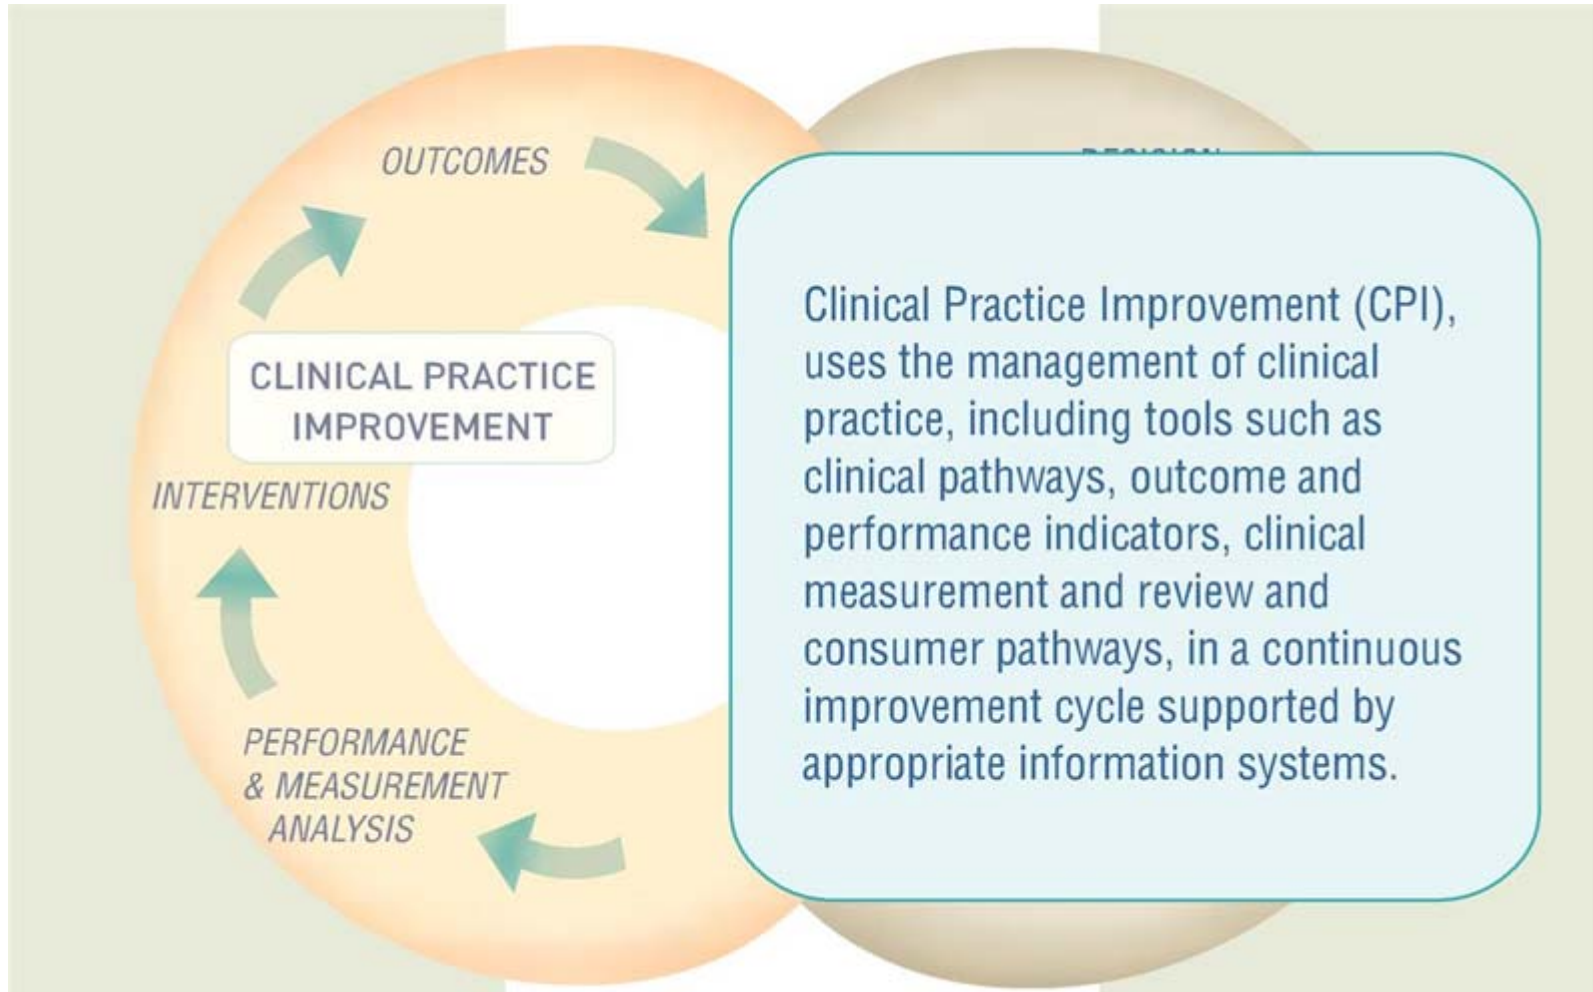 OUTCOMES
CLINICAL PRACTICE
IMPROVEMENT
INTERVENTIONS
PERFORMANCE
& MEASUREMENT
ANALYSIS
Clinical Practice Improvement (CPI),
uses the management of clinical
practice, including tools such as
clinical pathways, outcome and
performance indicators, clinical
measurement and review and
consumer pathways, in a continuous
improvement cycle supported by
appropriate information systems.